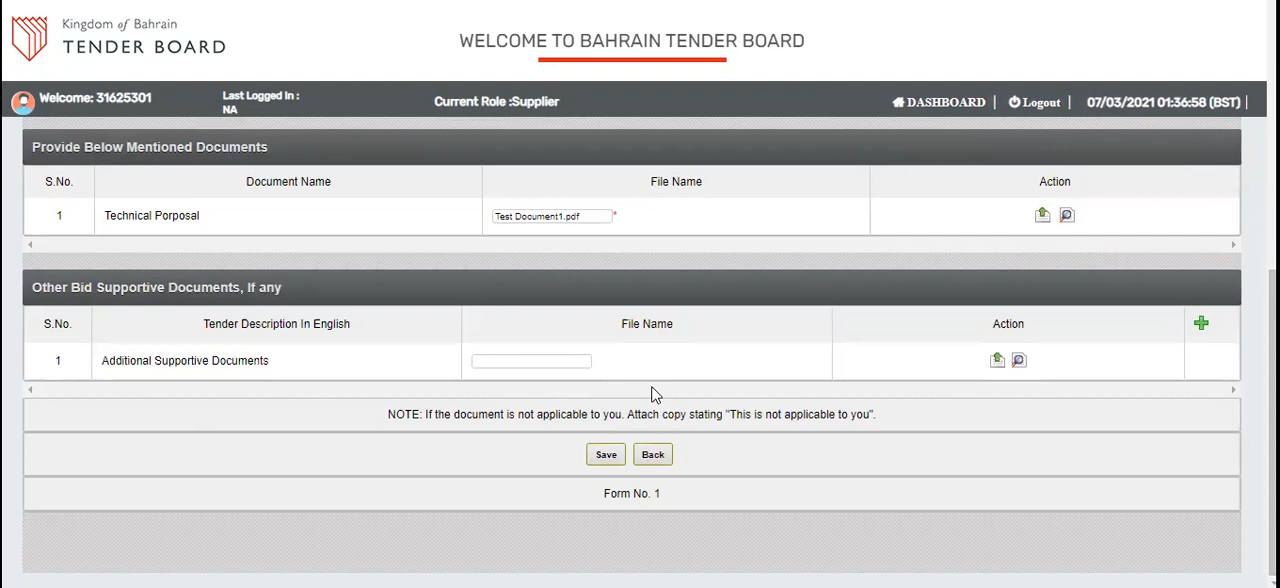 Kingdom of Bahrain
TENDER BOARD
WELCOME TO BAHRAIN TENDER BOARD
Welcome: 31625301
Last Logged In :
NA
Current Role :Supplier
DASHBOARD | Logout | 07/03/2021 01:36:58 (BST) |
Provide Below Mentioned Documents
S.No. Document Name File Name Action
1 Technical Porposal Test Document1.pdf *
Other Bid Supportive Documents, If any
S.No. Tender Description In English File Name Action
1 Additional Supportive Documents
NOTE: If the document is not applicable to you. Attach copy stating "This is not applicable to you".
Save Back
Form No. 1